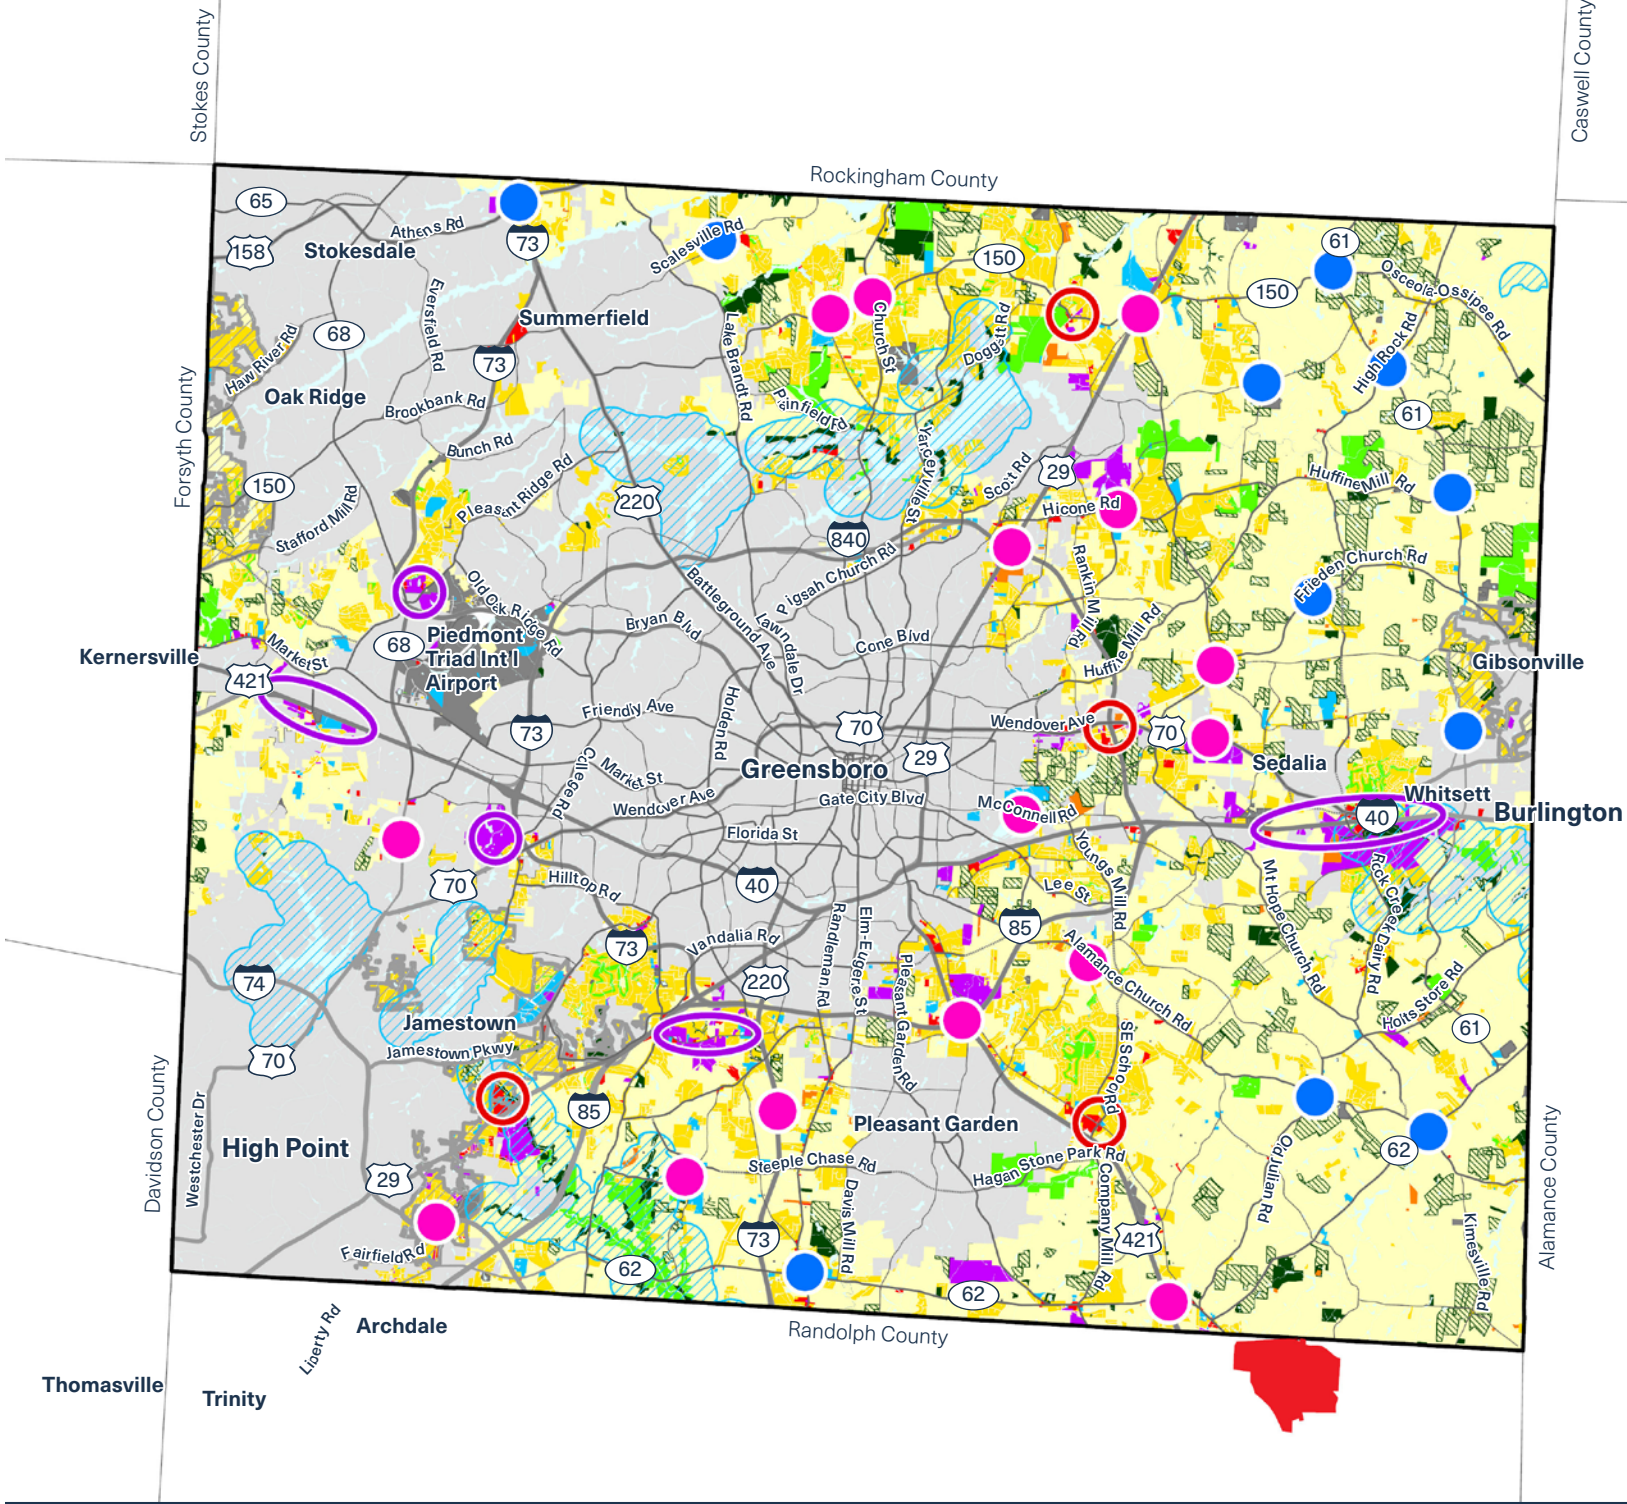 Stokes County
Caswell County
Rockingham County
65
Athens Rd
158
Stokesdale
73
Scalesville Rd
150
61
Osceola-Ossipee Rd
150
Eversfield Rd
Summerfield
68
Haw River Rd
73
Lake Brandt Rd
Church St
Doggett Rd
High Rock Rd
Oak Ridge
Brookbank Rd
Plainfield Rd
61
Forsyth County
Bunch Rd
Yanceyville St
Scott Rd
29
Huffine Mill Rd
150
Pleasant Ridge Rd
220
Stafford Mill Rd
Hicone Rd
840
Pigsah Church Rd
Rankin Mill Rd
Frieden Church Rd
Old Oak Ridge Rd
Battleground Ave
Lawndale Dr
Bryan Blvd
Cone Blvd
Huffine Mill Rd
68
Piedmont
Triad Int'l
Airport
Market St
Kernersville
421
Gibsonville
Friendly Ave
Holden Rd
73
70
29
Wendover Ave
70
College Rd
Market St
Greensboro
Sedalia
Wendover Ave
Gate City Blvd
McConnell Rd
Whitsett
40
Burlington
Florida St
Youngs Mill Rd
70
Hilltop Rd
40
Lee St
Mt Hope Church Rd
Rock Creek Dairy Rd
85
73
Vandalia Rd
Randleman Rd
Elm-Eugene St
Pleasant Garden Rd
Alamance Church Rd
74
220
Holts Store Rd
Jamestown
61
Jamestown Pkwy
SE School Rd
70
Davidson County
Westchester Dr
85
Pleasant Garden
High Point
Alamance County
62
Old Julian Rd
29
Steeple Chase Rd
Hagan Stone Park Rd
Davis Mill Rd
Company Mill Rd
Kimesville Rd
73
421
Fairfield Rd
62
62
Randolph County
Liberty Rd
Archdale
Thomasville
Trinity